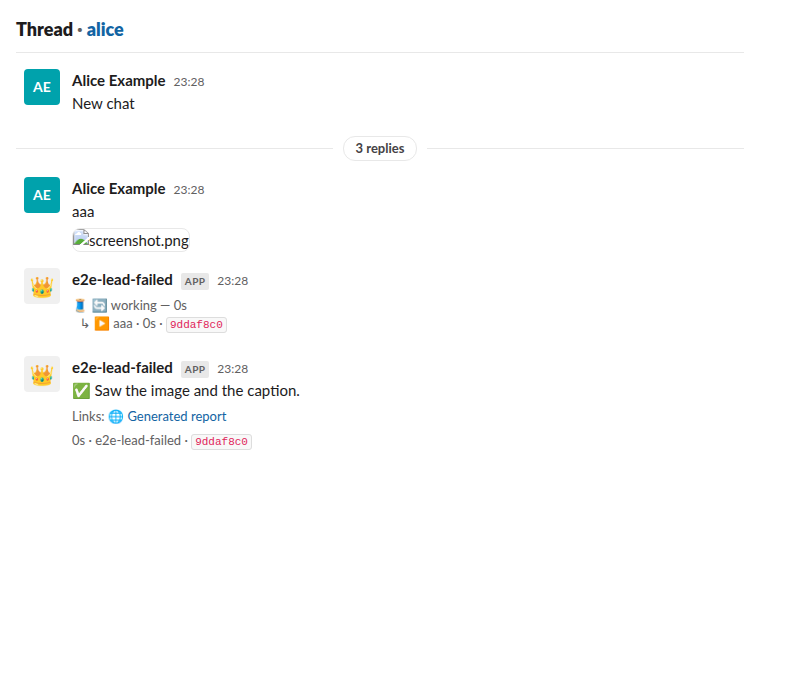 Thread • alice
AE
Alice Example 23:28
New chat
3 replies
AE
Alice Example 23:28
aaa
screenshot.png
e2e-lead-failed APP 23:28
🧵 🔄 working — 0s
↳ ▶️ aaa · 0s · 9ddaf8c0
e2e-lead-failed APP 23:28
✅ Saw the image and the caption.
Links: 🌐 Generated report
0s · e2e-lead-failed · 9ddaf8c0